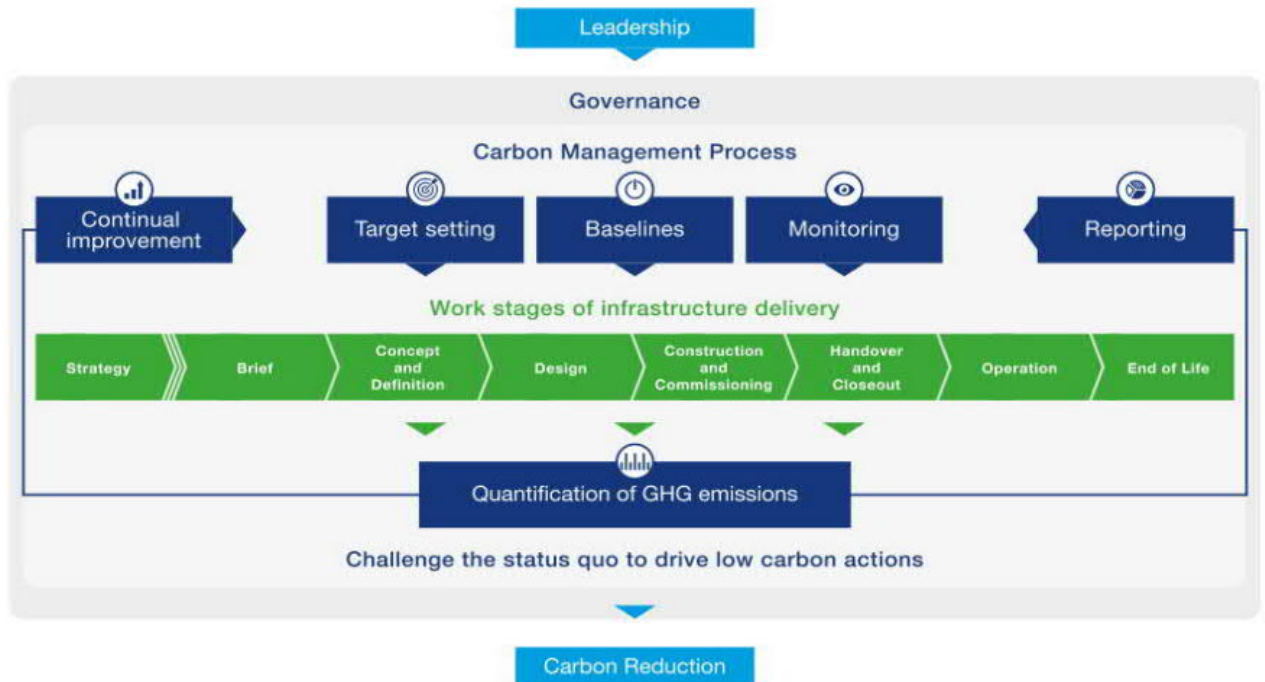 Leadership
Governance
Carbon Management Process
Continual
improvement
Target setting
Baselines
Monitoring
Reporting
Work stages of infrastructure delivery
Strategy
Brief
Concept
and
Definition
Design
Construction
and
Commissioning
Handover
and
Closeout
Operation
End of Life
Quantification of GHG emissions
Challenge the status quo to drive low carbon actions
Carbon Reduction